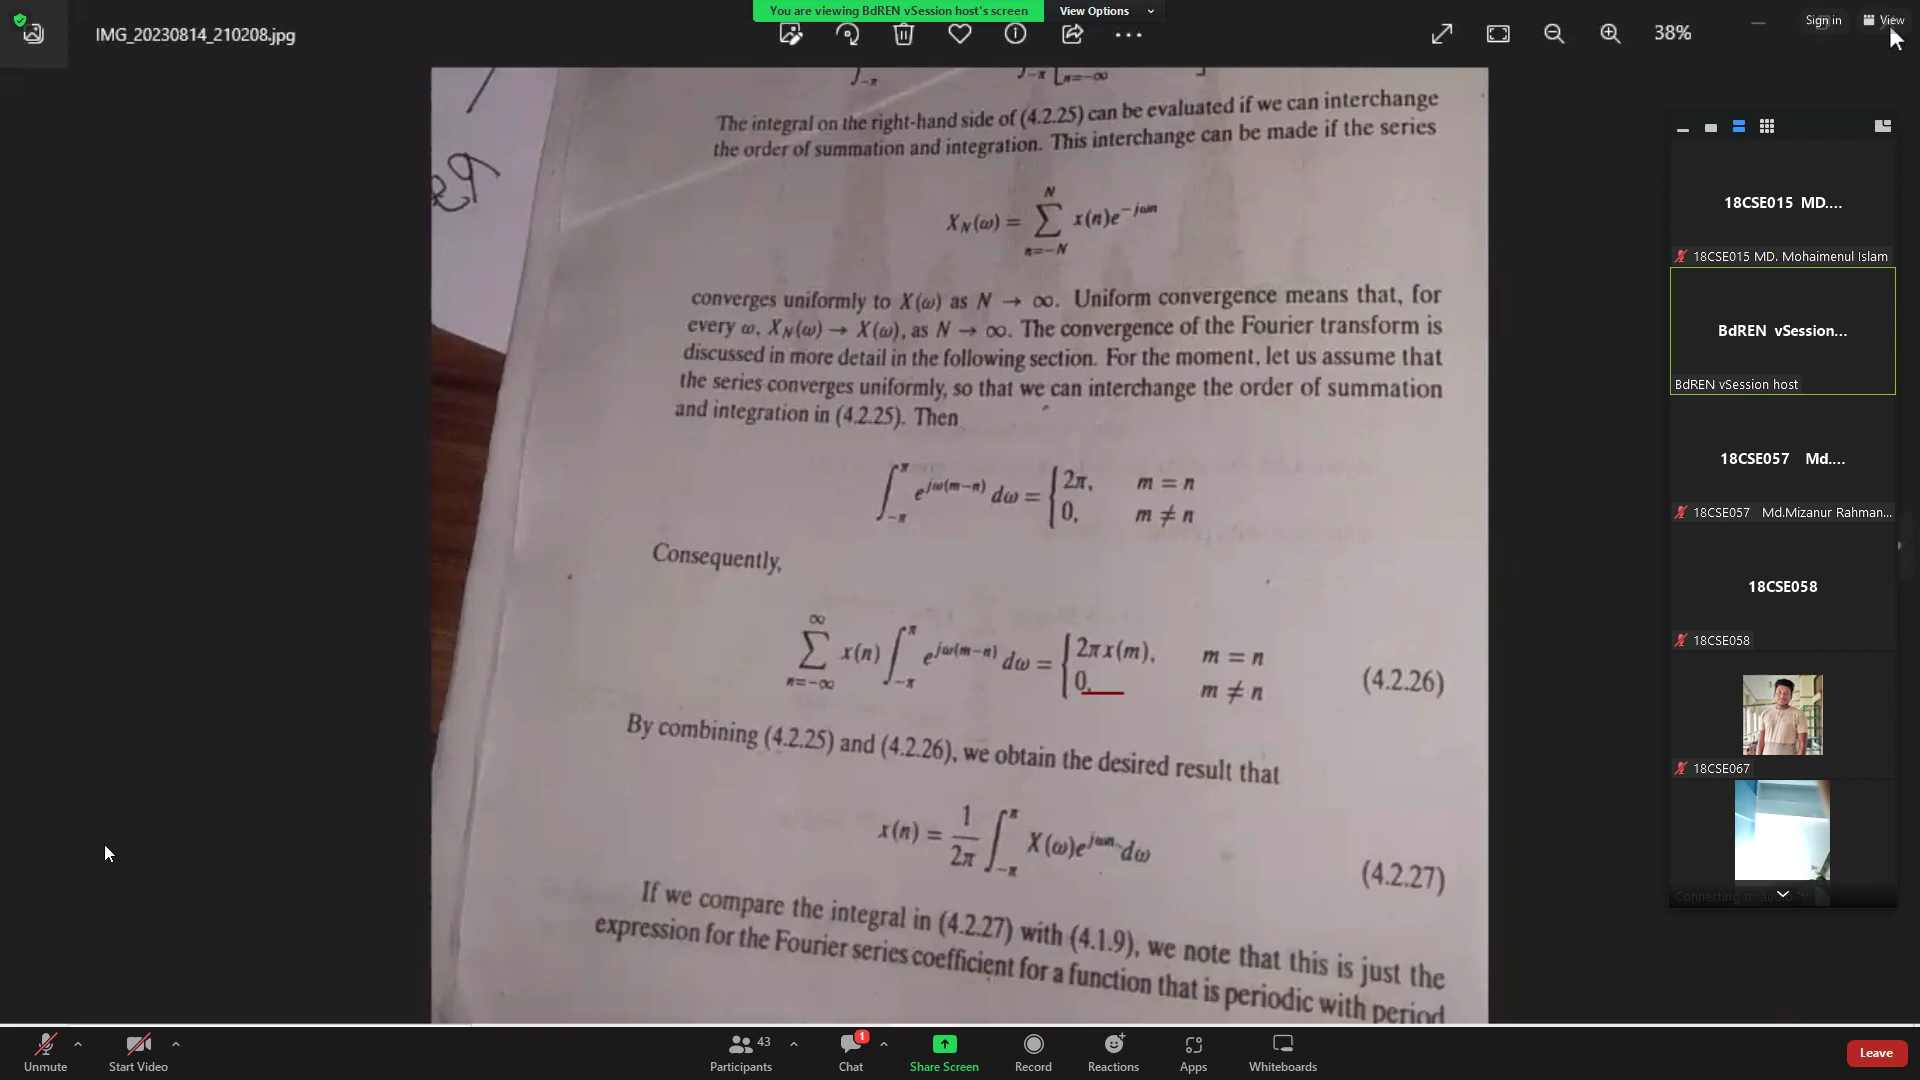 You are viewing BdREN vSession host's screen
View Options
Sign in
View
IMG_20230814_210208.jpg
38%
The integral on the right-hand side of (4.2.25) can be evaluated if we can interchange
the order of summation and integration. This interchange can be made if the series
X_N(ω) = ∑_{n=−N}^{N} x(n)e^{−jωn}
converges uniformly to X(ω) as N → ∞. Uniform convergence means that, for
every ω, X_N(ω) → X(ω), as N → ∞. The convergence of the Fourier transform is
discussed in more detail in the following section. For the moment, let us assume that
the series converges uniformly, so that we can interchange the order of summation
and integration in (4.2.25). Then
∫_{−π}^{π} e^{jω(m−n)} dω = { 2π, m = n
0, m ≠ n
Consequently,
∑_{n=−∞}^{∞} x(n) ∫_{−π}^{π} e^{jω(m−n)} dω = { 2πx(m), m = n
0, m ≠ n (4.2.26)
By combining (4.2.25) and (4.2.26), we obtain the desired result that
x(n) = 1/2π ∫_{−π}^{π} X(ω)e^{jωn} dω (4.2.27)
If we compare the integral in (4.2.27) with (4.1.9), we note that this is just the
expression for the Fourier series coefficient for a function that is periodic with period
18CSE015 MD....
18CSE015 MD. Mohaimenul Islam
BdREN vSession...
BdREN vSession host
18CSE057 Md....
18CSE057 Md.Mizanur Rahman...
18CSE058
18CSE058
18CSE067
Connecting to audio
Unmute
Start Video
43
Participants
1
Chat
Share Screen
Record
Reactions
Apps
Whiteboards
Leave